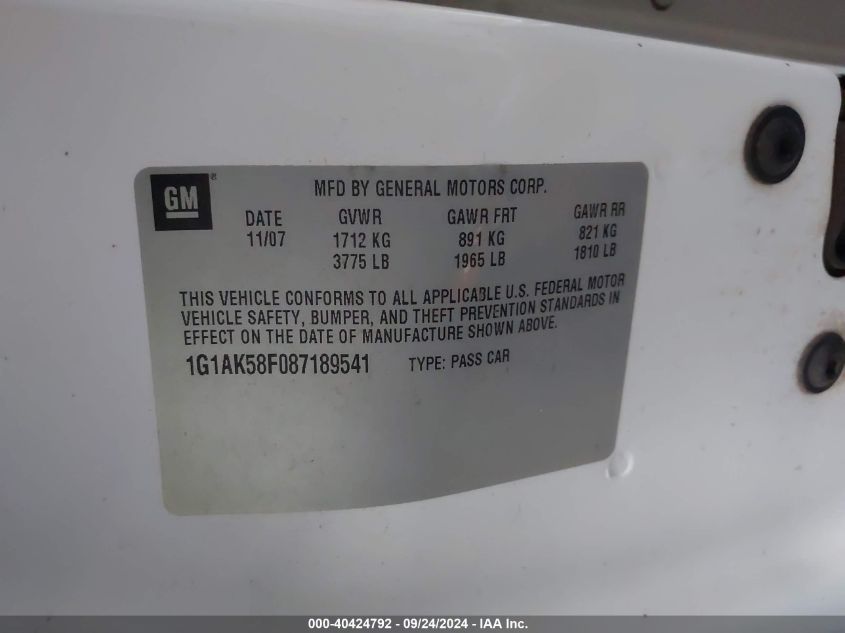 GM®
MFD BY GENERAL MOTORS CORP.
DATE GVWR GAWR FRT GAWR RR
11/07 1712 KG 891 KG 821 KG
3775 LB 1965 LB 1810 LB
THIS VEHICLE CONFORMS TO ALL APPLICABLE U.S. FEDERAL MOTOR
VEHICLE SAFETY, BUMPER, AND THEFT PREVENTION STANDARDS IN
EFFECT ON THE DATE OF MANUFACTURE SHOWN ABOVE.
1G1AK58F087189541 TYPE: PASS CAR
000-40424792 - 09/24/2024 - IAA Inc.